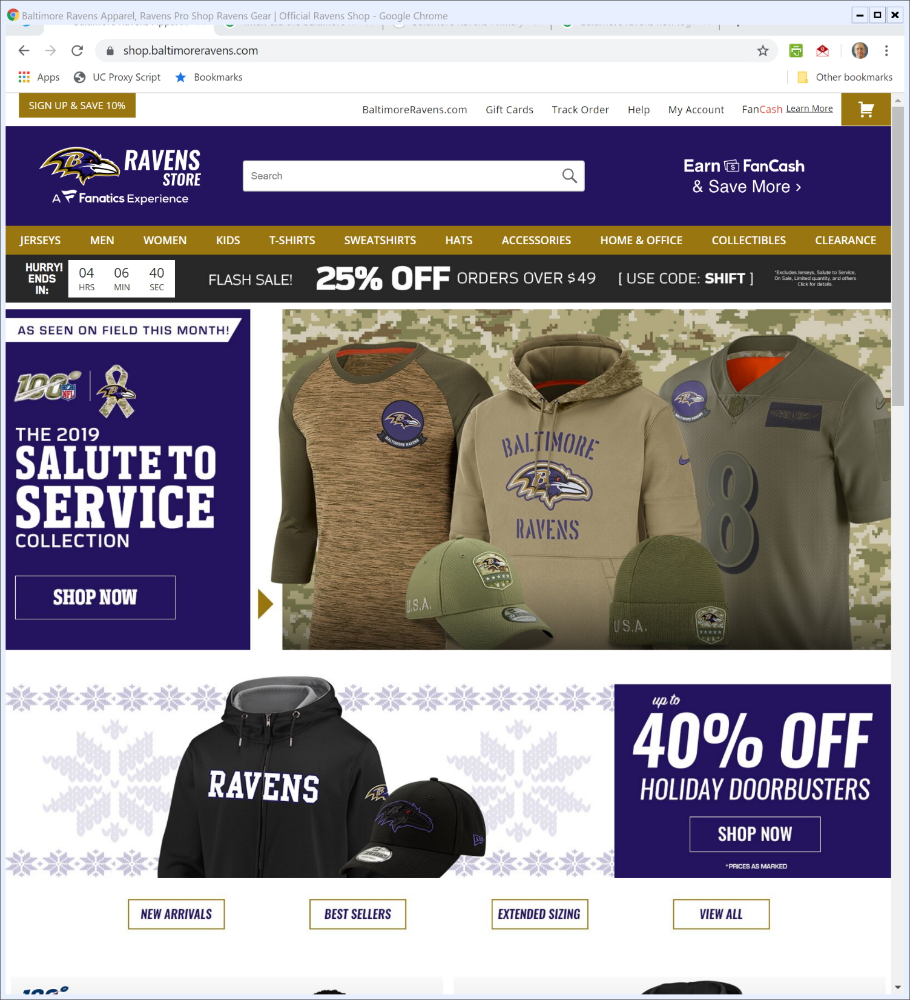 Baltimore Ravens Apparel, Ravens Pro Shop Ravens Gear | Official Ravens Shop - Google Chrome
shop.baltimoreravens.com
Apps UC Proxy Script Bookmarks Other bookmarks
SIGN UP & SAVE 10%
BaltimoreRavens.com Gift Cards Track Order Help My Account FanCash Learn More
RAVENS
STORE
A Fanatics Experience
Search
Earn $ FanCash
& Save More ›
JERSEYS MEN WOMEN KIDS T-SHIRTS SWEATSHIRTS HATS ACCESSORIES HOME & OFFICE COLLECTIBLES CLEARANCE
HURRY!
ENDS
IN:
04 06 40
HRS MIN SEC
FLASH SALE! 25% OFF ORDERS OVER $49 [ USE CODE: SHIFT ]
*Excludes Jerseys, Salute to Service,
On Sale, Limited quantity, and others
Click for details.
AS SEEN ON FIELD THIS MONTH!
100
NFL
THE 2019
SALUTE TO
SERVICE
COLLECTION
SHOP NOW
B
BALTIMORE RAVENS
BALTIMORE
B
RAVENS
BALTIMORE RAVENS
8
U.S.A.
U.S.A.
RAVENS
up to
40% OFF
HOLIDAY DOORBUSTERS
SHOP NOW
*PRICES AS MARKED
NEW ARRIVALS BEST SELLERS EXTENDED SIZING VIEW ALL